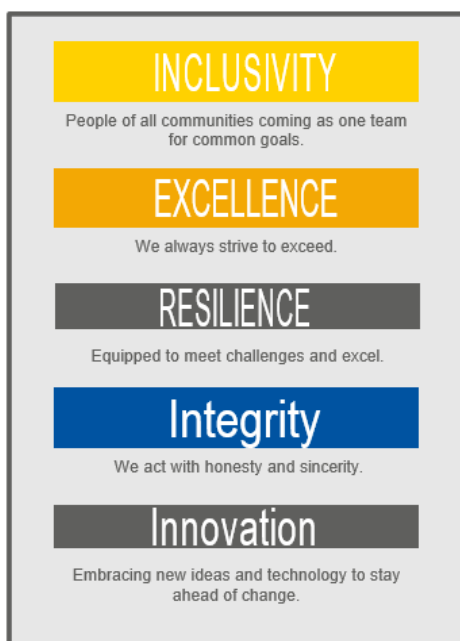 INCLUSIVITY
People of all communities coming as one team
for common goals.
EXCELLENCE
We always strive to exceed.
RESILIENCE
Equipped to meet challenges and excel.
Integrity
We act with honesty and sincerity.
Innovation
Embracing new ideas and technology to stay
ahead of change.